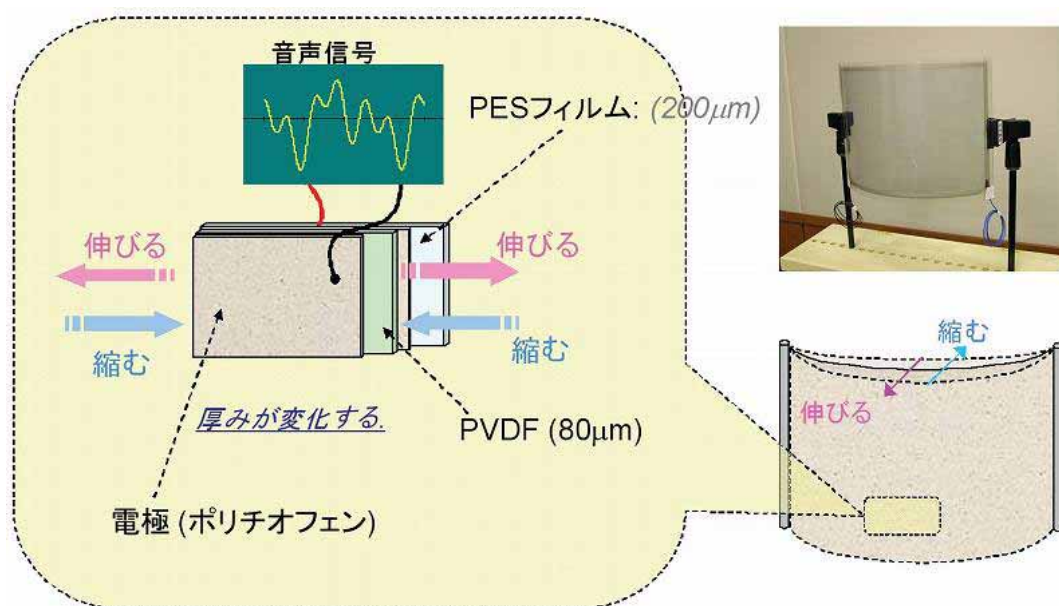 音声信号
PESフィルム: (200μm)
伸びる
伸びる
縮む
縮む
厚みが変化する.
PVDF (80μm)
電極 (ポリチオフェン)
縮む
伸びる